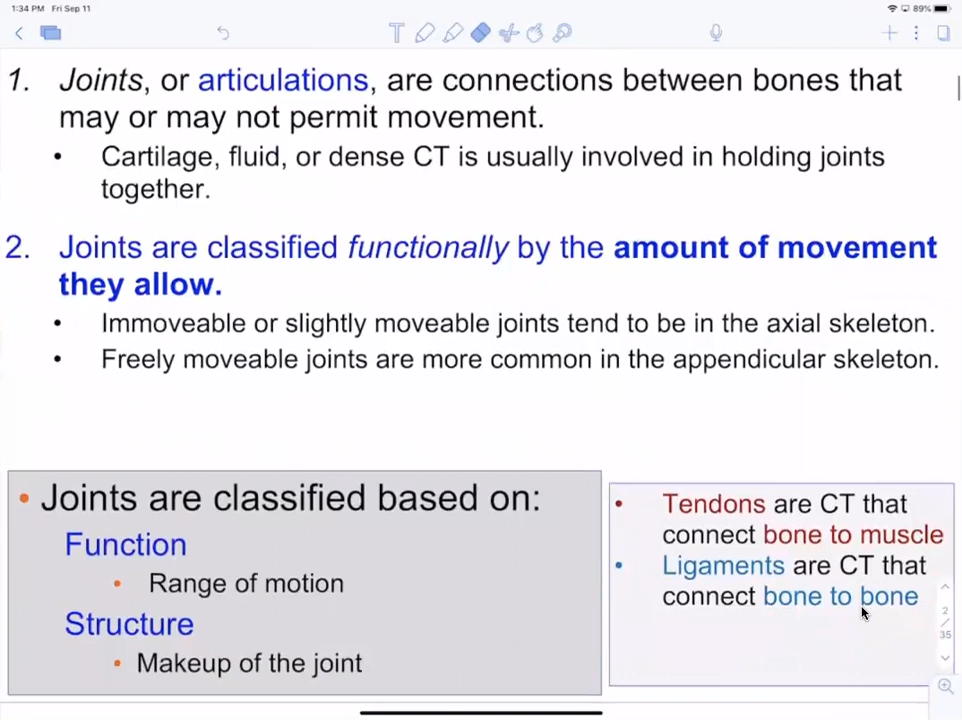 1:34 PM Fri Sep 11
89%
1. Joints, or articulations, are connections between bones that
may or may not permit movement.
• Cartilage, fluid, or dense CT is usually involved in holding joints
together.
2. Joints are classified functionally by the amount of movement
they allow.
• Immoveable or slightly moveable joints tend to be in the axial skeleton.
• Freely moveable joints are more common in the appendicular skeleton.
• Joints are classified based on:
Function
• Range of motion
Structure
• Makeup of the joint
• Tendons are CT that
connect bone to muscle
• Ligaments are CT that
connect bone to bone
2
/
35